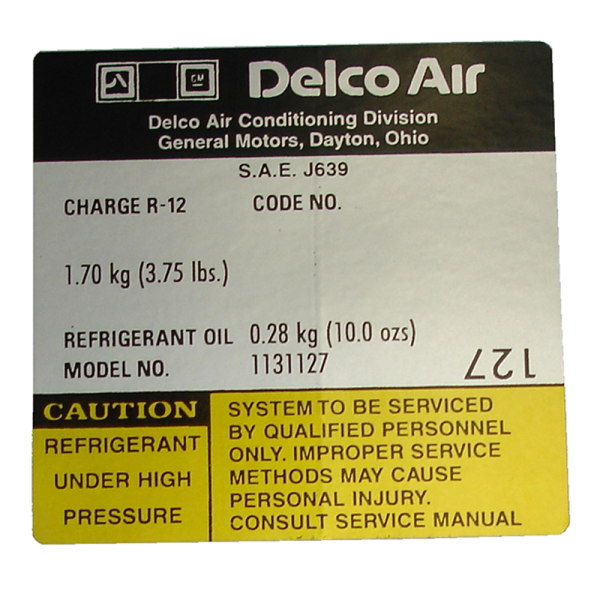 GM
Delco Air
Delco Air Conditioning Division
General Motors, Dayton, Ohio
S.A.E. J639
CHARGE R-12 CODE NO.
1.70 kg (3.75 lbs.)
REFRIGERANT OIL 0.28 kg (10.0 ozs)
MODEL NO. 1131127
127
CAUTION
REFRIGERANT
UNDER HIGH
PRESSURE
SYSTEM TO BE SERVICED
BY QUALIFIED PERSONNEL
ONLY. IMPROPER SERVICE
METHODS MAY CAUSE
PERSONAL INJURY.
CONSULT SERVICE MANUAL